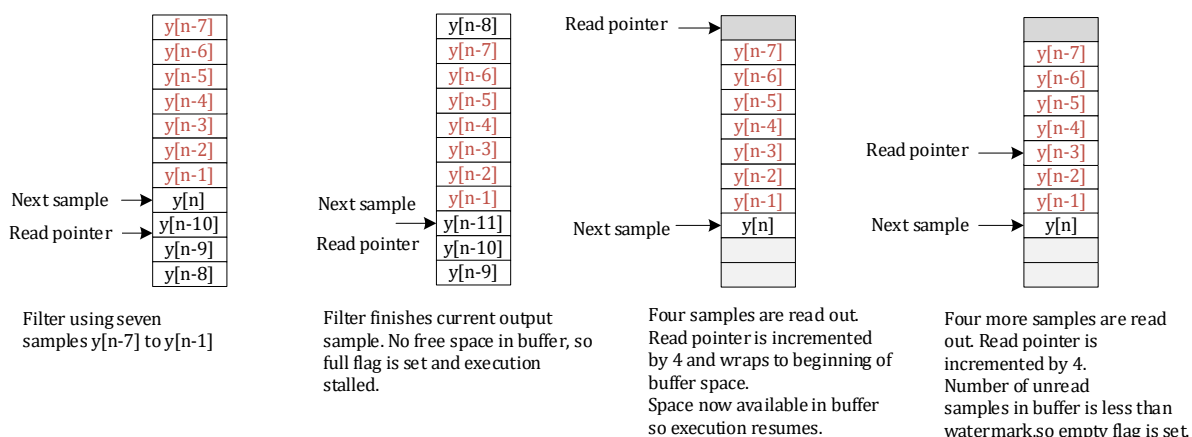 y[n-7]
y[n-6]
y[n-5]
y[n-4]
y[n-3]
y[n-2]
y[n-1]
Next sample
y[n]
Read pointer
y[n-10]
y[n-9]
y[n-8]
Filter using seven
samples y[n-7] to y[n-1]
y[n-8]
y[n-7]
y[n-6]
y[n-5]
y[n-4]
y[n-3]
y[n-2]
y[n-1]
Next sample
y[n-11]
Read pointer
y[n-10]
y[n-9]
Filter finishes current output
sample. No free space in buffer, so
full flag is set and execution
stalled.
Read pointer
y[n-7]
y[n-6]
y[n-5]
y[n-4]
y[n-3]
y[n-2]
y[n-1]
Next sample
y[n]
Four samples are read out.
Read pointer is incremented
by 4 and wraps to beginning of
buffer space.
Space now available in buffer
so execution resumes.
y[n-7]
y[n-6]
y[n-5]
y[n-4]
Read pointer
y[n-3]
y[n-2]
y[n-1]
Next sample
y[n]
Four more samples are read
out. Read pointer is
incremented by 4.
Number of unread
samples in buffer is less than
watermark,so empty flag is set.